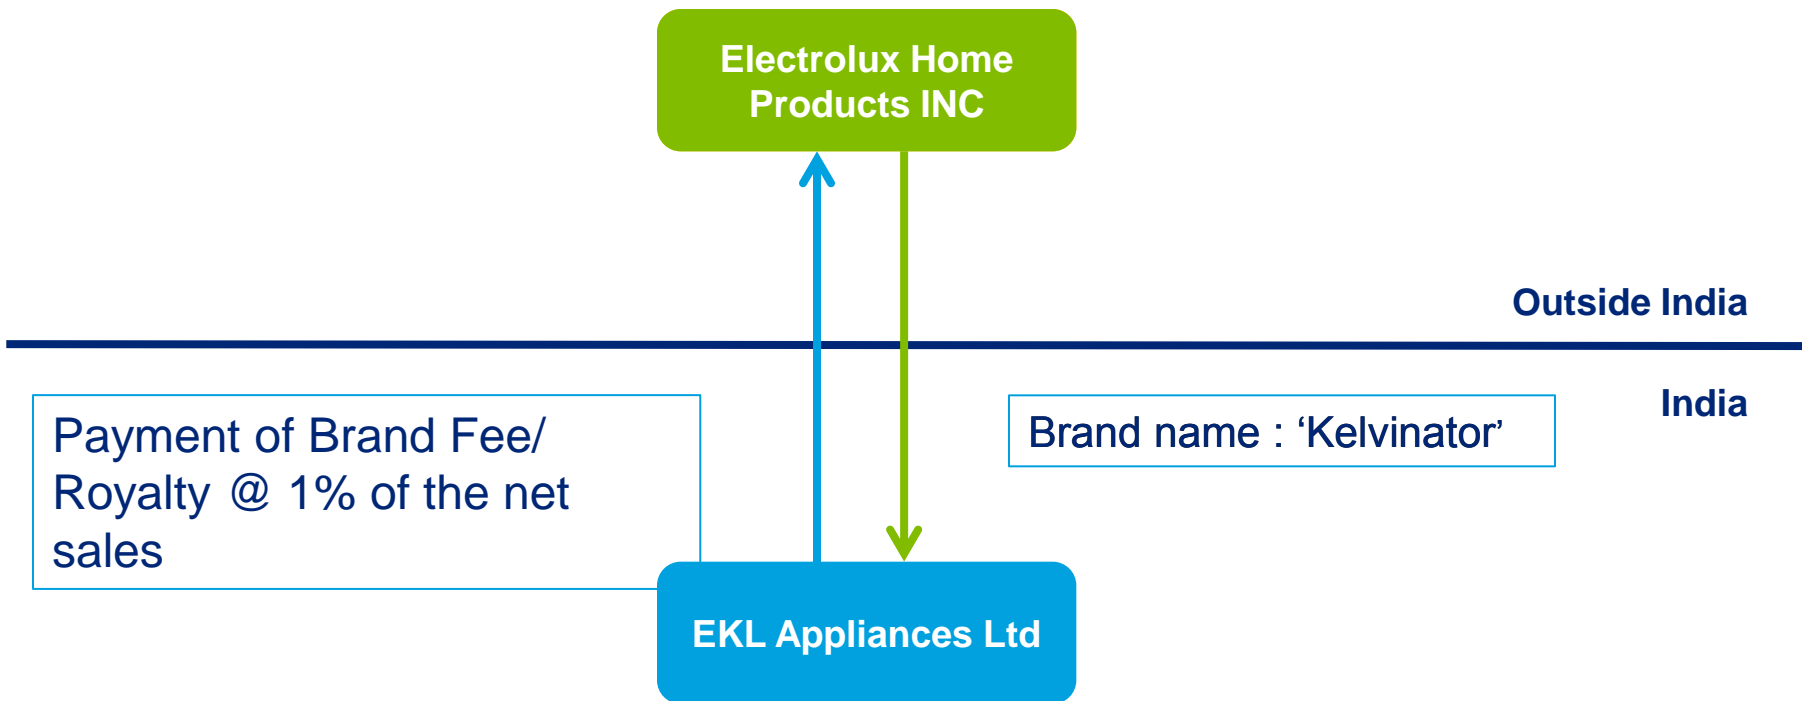 Electrolux Home
Products INC
Outside India
India
Payment of Brand Fee/
Royalty @ 1% of the net
sales
Brand name : ‘Kelvinator’
EKL Appliances Ltd